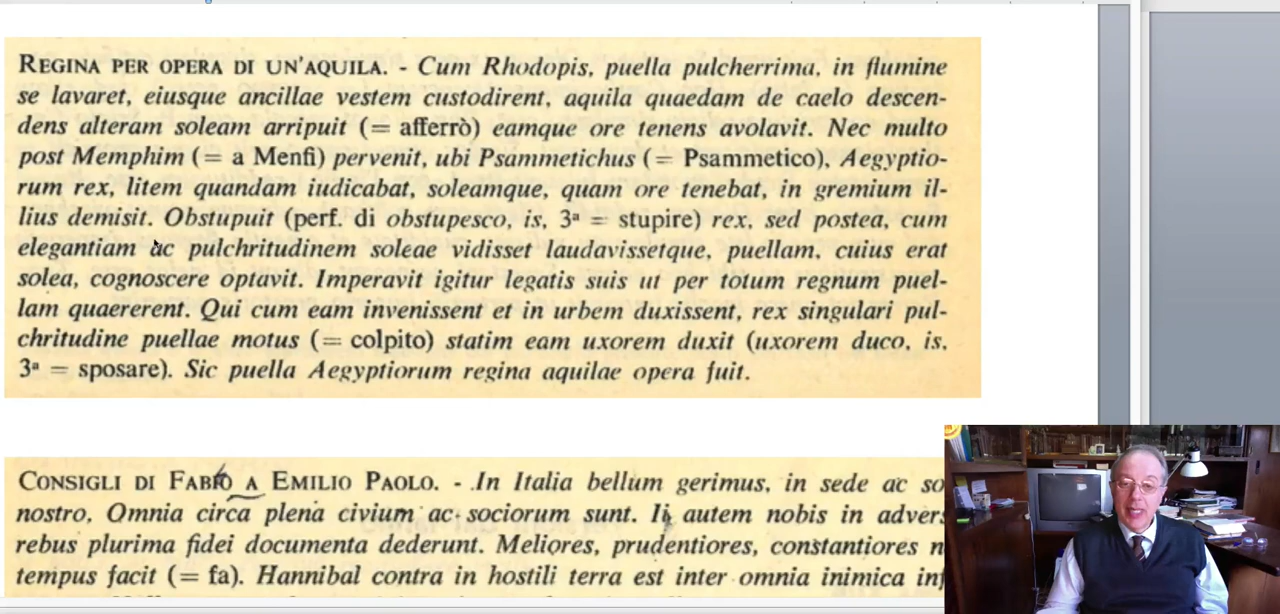 REGINA PER OPERA DI UN'AQUILA. - Cum Rhodopis, puella pulcherrima, in flumine
se lavaret, eiusque ancillae vestem custodirent, aquila quaedam de caelo descen-
dens alteram soleam arripuit (= afferrò) eamque ore tenens avolavit. Nec multo
post Memphim (= a Menfi) pervenit, ubi Psammetichus (= Psammetico), Aegyptio-
rum rex, litem quandam iudicabat, soleamque, quam ore tenebat, in gremium il-
lius demisit. Obstupuit (perf. di obstupesco, is, 3ª = stupire) rex, sed postea, cum
elegantiam ac pulchritudinem soleae vidisset laudavissetque, puellam, cuius erat
solea, cognoscere optavit. Imperavit igitur legatis suis ut per totum regnum puel-
lam quaererent. Qui cum eam invenissent et in urbem duxissent, rex singulari pul-
chritudine puellae motus (= colpito) statim eam uxorem duxit (uxorem duco, is,
3ª = sposare). Sic puella Aegyptiorum regina aquilae opera fuit.
CONSIGLI DI FABIO A EMILIO PAOLO. - In Italia bellum gerimus, in sede ac so
nostro, Omnia circa plena civium ac sociorum sunt. Ii autem nobis in advers
rebus plurima fidei documenta dederunt. Meliores, prudentiores, constantiores n
tempus facit (= fa). Hannibal contra in hostili terra est inter omnia inimica inf